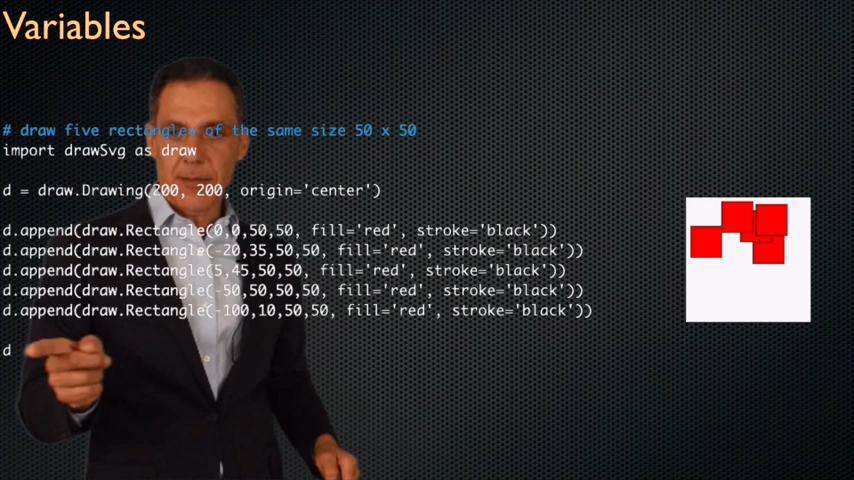 Variables
# draw five rectangles of the same size 50 x 50
import drawSvg as draw
d = draw.Drawing(200, 200, origin='center')
d.append(draw.Rectangle(0,0,50,50, fill='red', stroke='black'))
d.append(draw.Rectangle(-20,35,50,50, fill='red', stroke='black'))
d.append(draw.Rectangle(5,45,50,50, fill='red', stroke='black'))
d.append(draw.Rectangle(-50,50,50,50, fill='red', stroke='black'))
d.append(draw.Rectangle(-100,10,50,50, fill='red', stroke='black'))
d